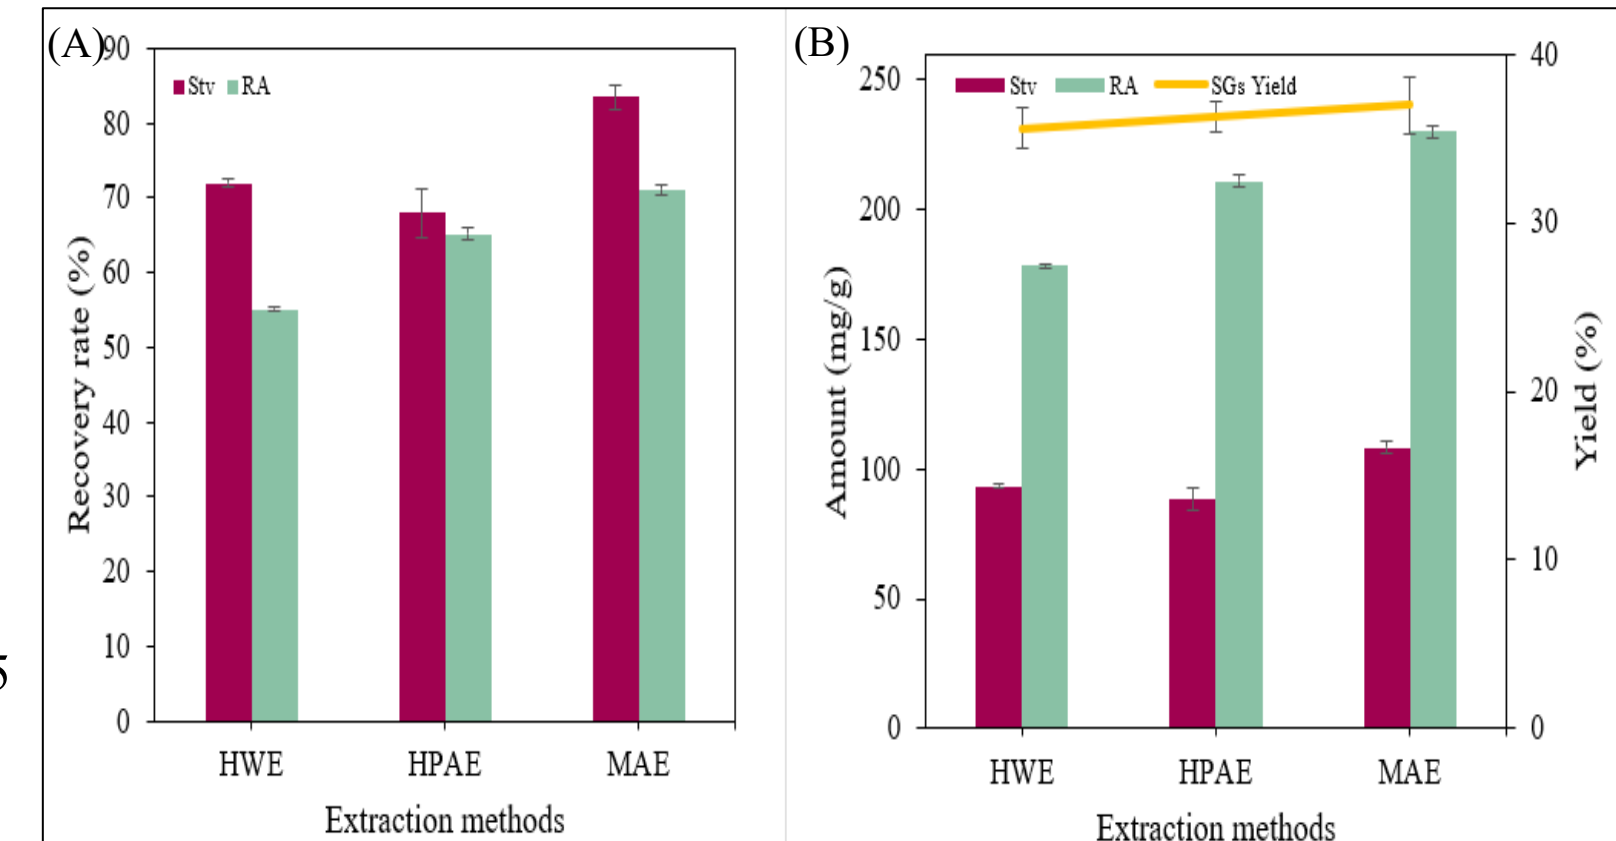 (A)
90
80
70
60
50
40
30
20
10
0
Stv RA
Recovery rate (%)
HWE HPAE MAE
Extraction methods
5
(B)
250
200
150
100
50
0
Stv RA SGs Yield
Amount (mg/g)
40
30
20
10
0
Yield (%)
HWE HPAE MAE
Extraction methods